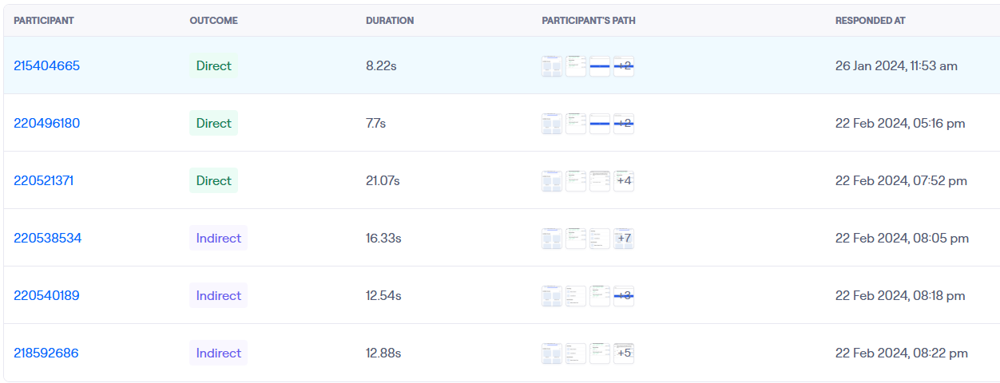 PARTICIPANT OUTCOME DURATION PARTICIPANT'S PATH RESPONDED AT
215404665 Direct 8.22s +2 26 Jan 2024, 11:53 am
220496180 Direct 7.7s +2 22 Feb 2024, 05:16 pm
220521371 Direct 21.07s +4 22 Feb 2024, 07:52 pm
220538534 Indirect 16.33s +7 22 Feb 2024, 08:05 pm
220540189 Indirect 12.54s +3 22 Feb 2024, 08:18 pm
218592686 Indirect 12.88s +5 22 Feb 2024, 08:22 pm